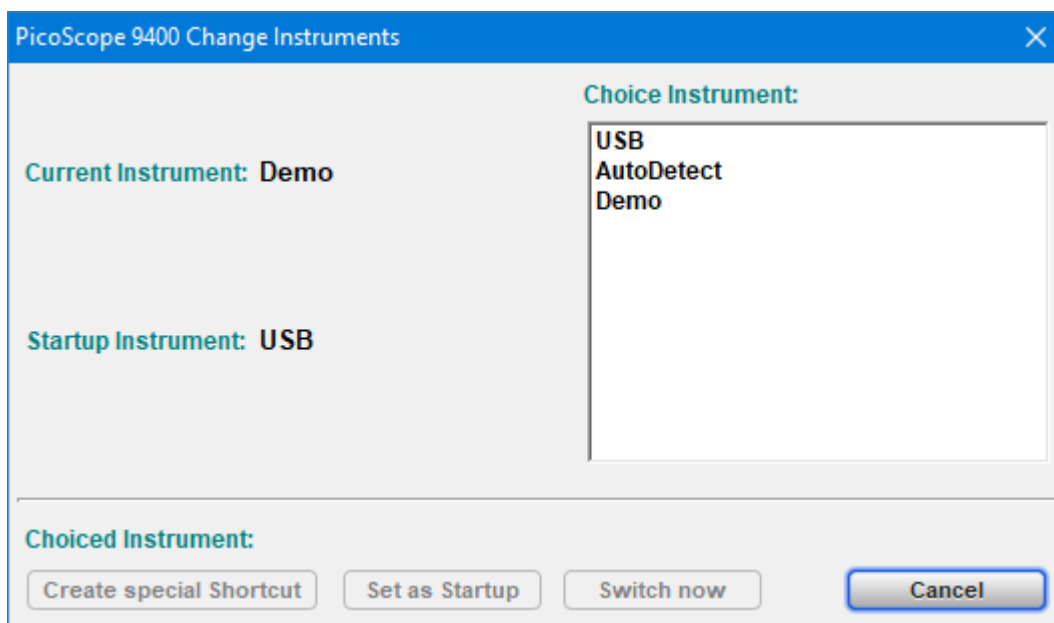 PicoScope 9400 Change Instruments
Choice Instrument:
USB
AutoDetect
Demo
Current Instrument: Demo
Startup Instrument: USB
Choiced Instrument:
Create special Shortcut
Set as Startup
Switch now
Cancel